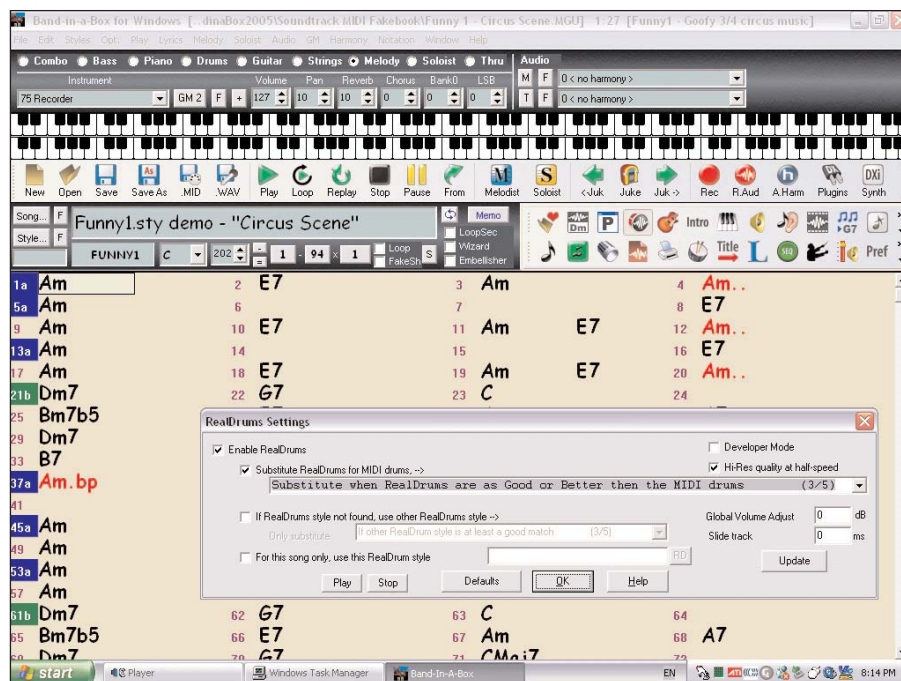 Band-in-a-Box for Windows [..dinaBox2005\Soundtrack MIDI Fakebook\Funny 1 - Circus Scene.MGU] 1:27 [Funny1 - Goofy 3/4 circus music]
File Edit Styles Opt. Play Lyrics Melody Soloist Audio GM Harmony Notation Window Help
Combo Bass Piano Drums Guitar Strings Melody Soloist Thru Audio
Instrument Volume Pan Reverb Chorus Bank0 LSB M F 0 < no harmony >
75 Recorder GM 2 F + 127 10 10 0 0 0 T F 0 < no harmony >
New Open Save Save As .MID .WAV Play Loop Replay Stop Pause From Melodist Soloist <Juk Juke Juk -> Rec R.Aud A.Ham Plugins Synth
Song... F Funny1.sty demo - "Circus Scene" Memo Intro
Style... F LoopSec
FUNNY1 C 202 1 - 94 x 1 Loop FakeSh S Wizard Embellisher Title Pref
1a Am 2 E7 3 Am 4 Am..
5a Am 6 7 8 E7
9 Am 10 E7 11 Am E7 12 Am..
13a Am 14 15 16 E7
17 Am 18 E7 19 Am E7 20 Am..
21b Dm7 22 G7 23 C 24
25 Bm7b5
29 Dm7
33 B7
37a Am.bp
41
45a Am
49 Am
53a Am
57 Am
RealDrums Settings
Enable RealDrums Developer Mode
Substitute RealDrums for MIDI drums, --> Hi-Res quality at half-speed
Substitute when RealDrums are as Good or Better then the MIDI drums (3/5)
If RealDrums style not found, use other RealDrums style --> Global Volume Adjust 0 dB
Only substitute If other RealDrum style is at least a good match (3/5) Slide track 0 ms
For this song only, use this RealDrum style RD Update
Play Stop Defaults OK Help
61b Dm7 62 G7 63 C 64
65 Bm7b5 66 E7 67 Am 68 A7
69 Dm7 70 G7 71 CMaj7 72
start Player Windows Task Manager Band-In-A-Box EN 8:14 PM